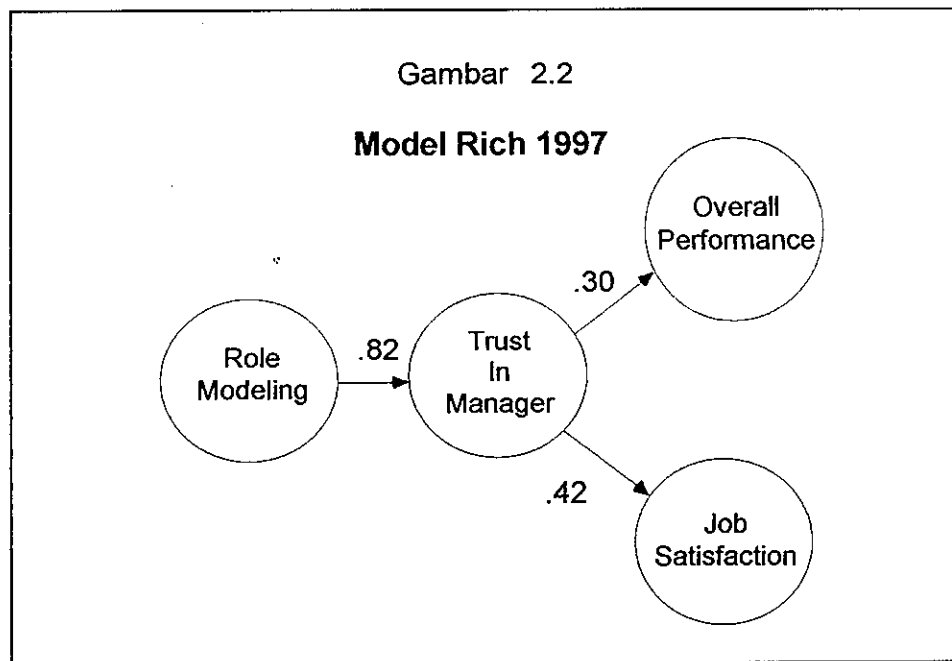 Gambar 2.2
Model Rich 1997
Overall
Performance
.30
Role
Modeling
.82
Trust
In
Manager
.42
Job
Satisfaction